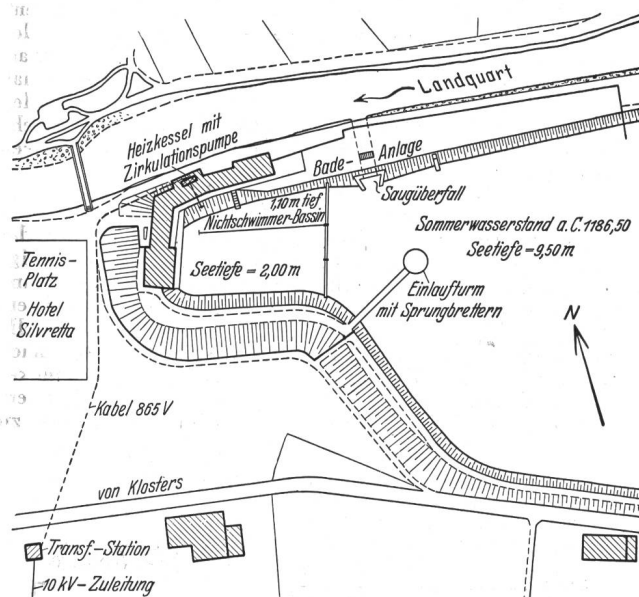 Landquart
Heizkessel mit
Zirkulationspumpe
Bade-Anlage
Saugüberfall
1,10 m tief
Nichtschwimmer-Bassin
Sommerwasserstand a.C. 1186,50
Seetiefe = 9,50 m
Seetiefe = 2,00 m
Einlaufturm
mit Sprungbrettern
Tennis-
Platz
Hotel
Silvretta
N
Kabel 865 V
von Klosters
Transf.-Station
10 kV-Zuleitung